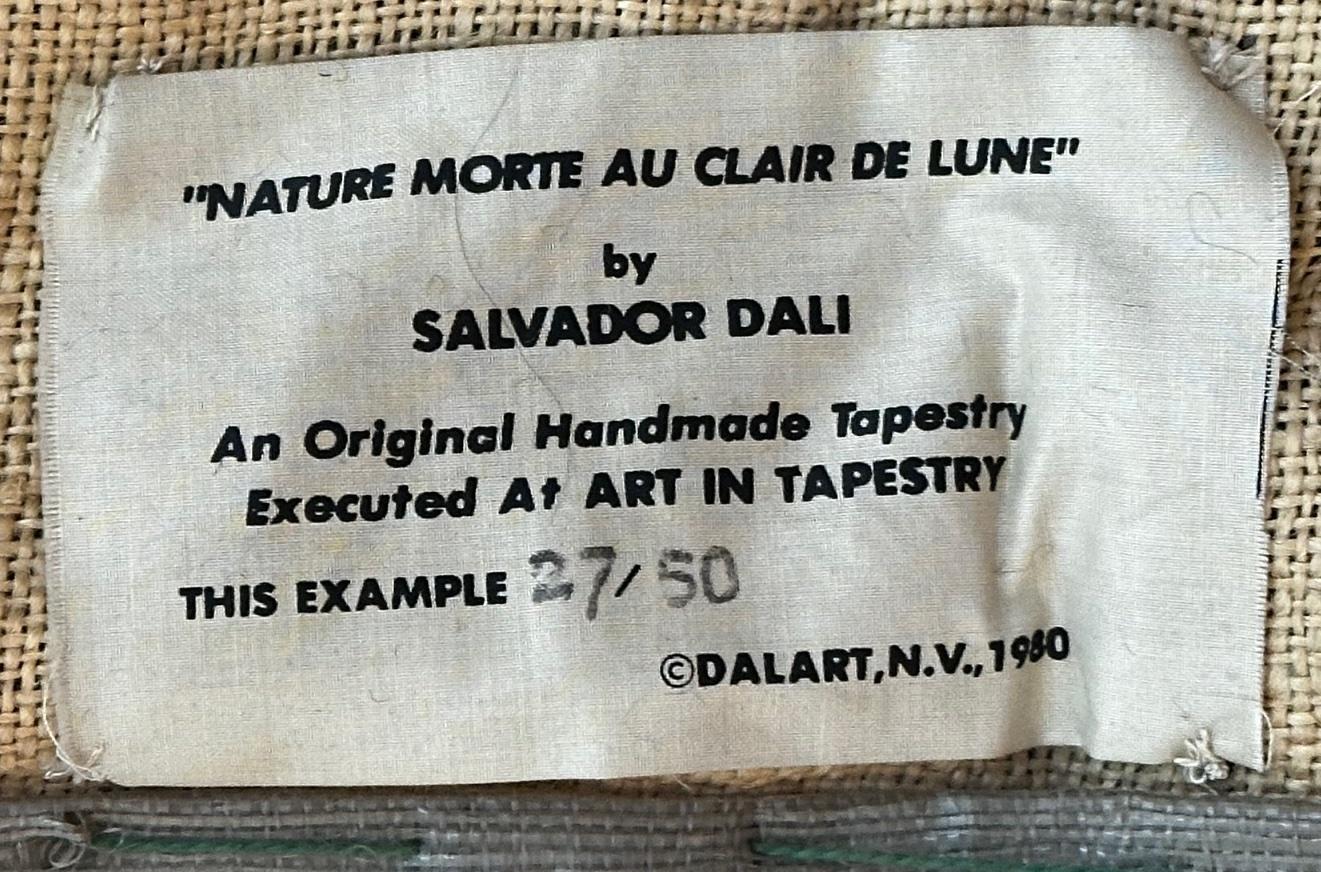 "NATURE MORTE AU CLAIR DE LUNE"
by
SALVADOR DALI
An Original Handmade Tapestry
Executed At ART IN TAPESTRY
THIS EXAMPLE 27/50
©DALART,N.V.,1980